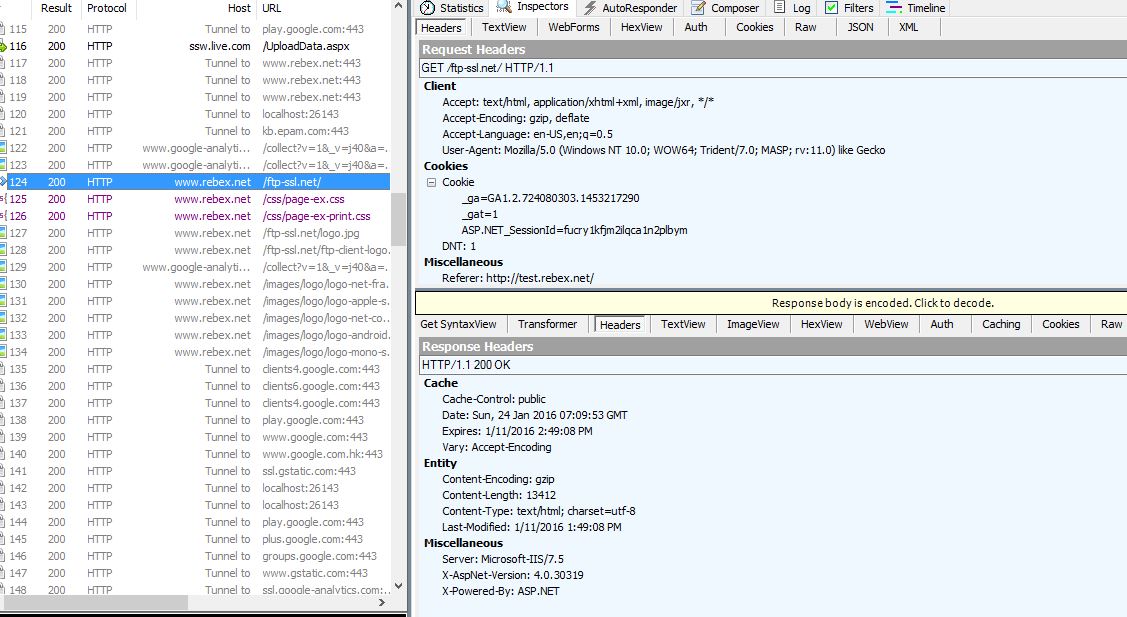 Result Protocol Host URL
115 200 HTTP Tunnel to play.google.com:443
116 200 HTTP ssw.live.com /UploadData.aspx
117 200 HTTP Tunnel to www.rebex.net:443
118 200 HTTP Tunnel to www.rebex.net:443
119 200 HTTP Tunnel to www.rebex.net:443
120 200 HTTP Tunnel to localhost:26143
121 200 HTTP Tunnel to kb.epam.com:443
122 200 HTTP www.google-analyti... /collect?v=1&_v=j40&a=.
123 200 HTTP www.google-analyti... /collect?v=1&_v=j40&a=.
124 200 HTTP www.rebex.net /ftp-ssl.net/
125 200 HTTP www.rebex.net /css/page-ex.css
126 200 HTTP www.rebex.net /css/page-ex-print.css
127 200 HTTP www.rebex.net /ftp-ssl.net/logo.jpg
128 200 HTTP www.rebex.net /ftp-ssl.net/ftp-client-logo.
129 200 HTTP www.google-analyti... /collect?v=1&_v=j40&a=.
130 200 HTTP www.rebex.net /images/logo/logo-net-fra...
131 200 HTTP www.rebex.net /images/logo/logo-apple-s...
132 200 HTTP www.rebex.net /images/logo/logo-net-co...
133 200 HTTP www.rebex.net /images/logo/logo-android.
134 200 HTTP www.rebex.net /images/logo/logo-mono-s...
135 200 HTTP Tunnel to clients4.google.com:443
136 200 HTTP Tunnel to clients6.google.com:443
137 200 HTTP Tunnel to clients4.google.com:443
138 200 HTTP Tunnel to play.google.com:443
139 200 HTTP Tunnel to www.google.com:443
140 200 HTTP Tunnel to www.google.com.hk:443
141 200 HTTP Tunnel to ssl.gstatic.com:443
142 200 HTTP Tunnel to localhost:26143
143 200 HTTP Tunnel to localhost:26143
144 200 HTTP Tunnel to play.google.com:443
145 200 HTTP Tunnel to plus.google.com:443
146 200 HTTP Tunnel to groups.google.com:443
147 200 HTTP Tunnel to www.gstatic.com:443
148 200 HTTP Tunnel to ssl.google-analytics.com:..
Statistics Inspectors AutoResponder Composer Log Filters Timeline
Headers TextView WebForms HexView Auth Cookies Raw JSON XML
Request Headers
GET /ftp-ssl.net/ HTTP/1.1
Client
Accept: text/html, application/xhtml+xml, image/jxr, */*
Accept-Encoding: gzip, deflate
Accept-Language: en-US,en;q=0.5
User-Agent: Mozilla/5.0 (Windows NT 10.0; WOW64; Trident/7.0; MASP; rv:11.0) like Gecko
Cookies
Cookie
_ga=GA1.2.724080303.1453217290
_gat=1
ASP.NET_SessionId=fucry1kfjm2ilqca1n2plbym
DNT: 1
Miscellaneous
Referer: http://test.rebex.net/
Response body is encoded. Click to decode.
Get SyntaxView Transformer Headers TextView ImageView HexView WebView Auth Caching Cookies Raw
Response Headers
HTTP/1.1 200 OK
Cache
Cache-Control: public
Date: Sun, 24 Jan 2016 07:09:53 GMT
Expires: 1/11/2016 2:49:08 PM
Vary: Accept-Encoding
Entity
Content-Encoding: gzip
Content-Length: 13412
Content-Type: text/html; charset=utf-8
Last-Modified: 1/11/2016 1:49:08 PM
Miscellaneous
Server: Microsoft-IIS/7.5
X-AspNet-Version: 4.0.30319
X-Powered-By: ASP.NET